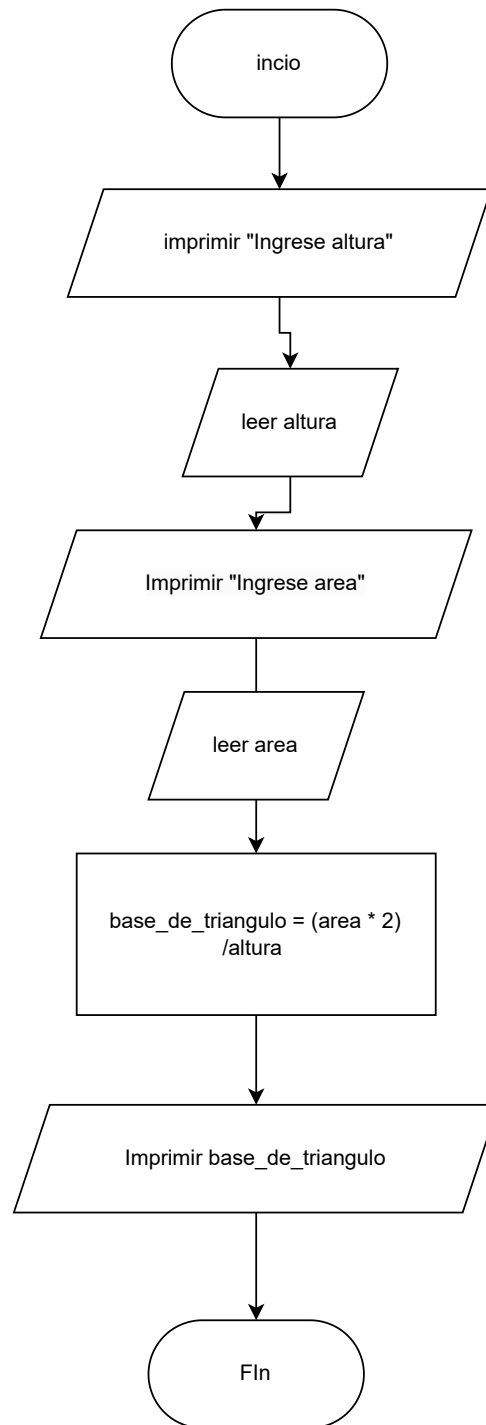 incio
imprimir "Ingrese altura"
leer altura
Imprimir "Ingrese area"
leer area
base_de_triangulo = (area * 2)
/altura
Imprimir base_de_triangulo
FIn